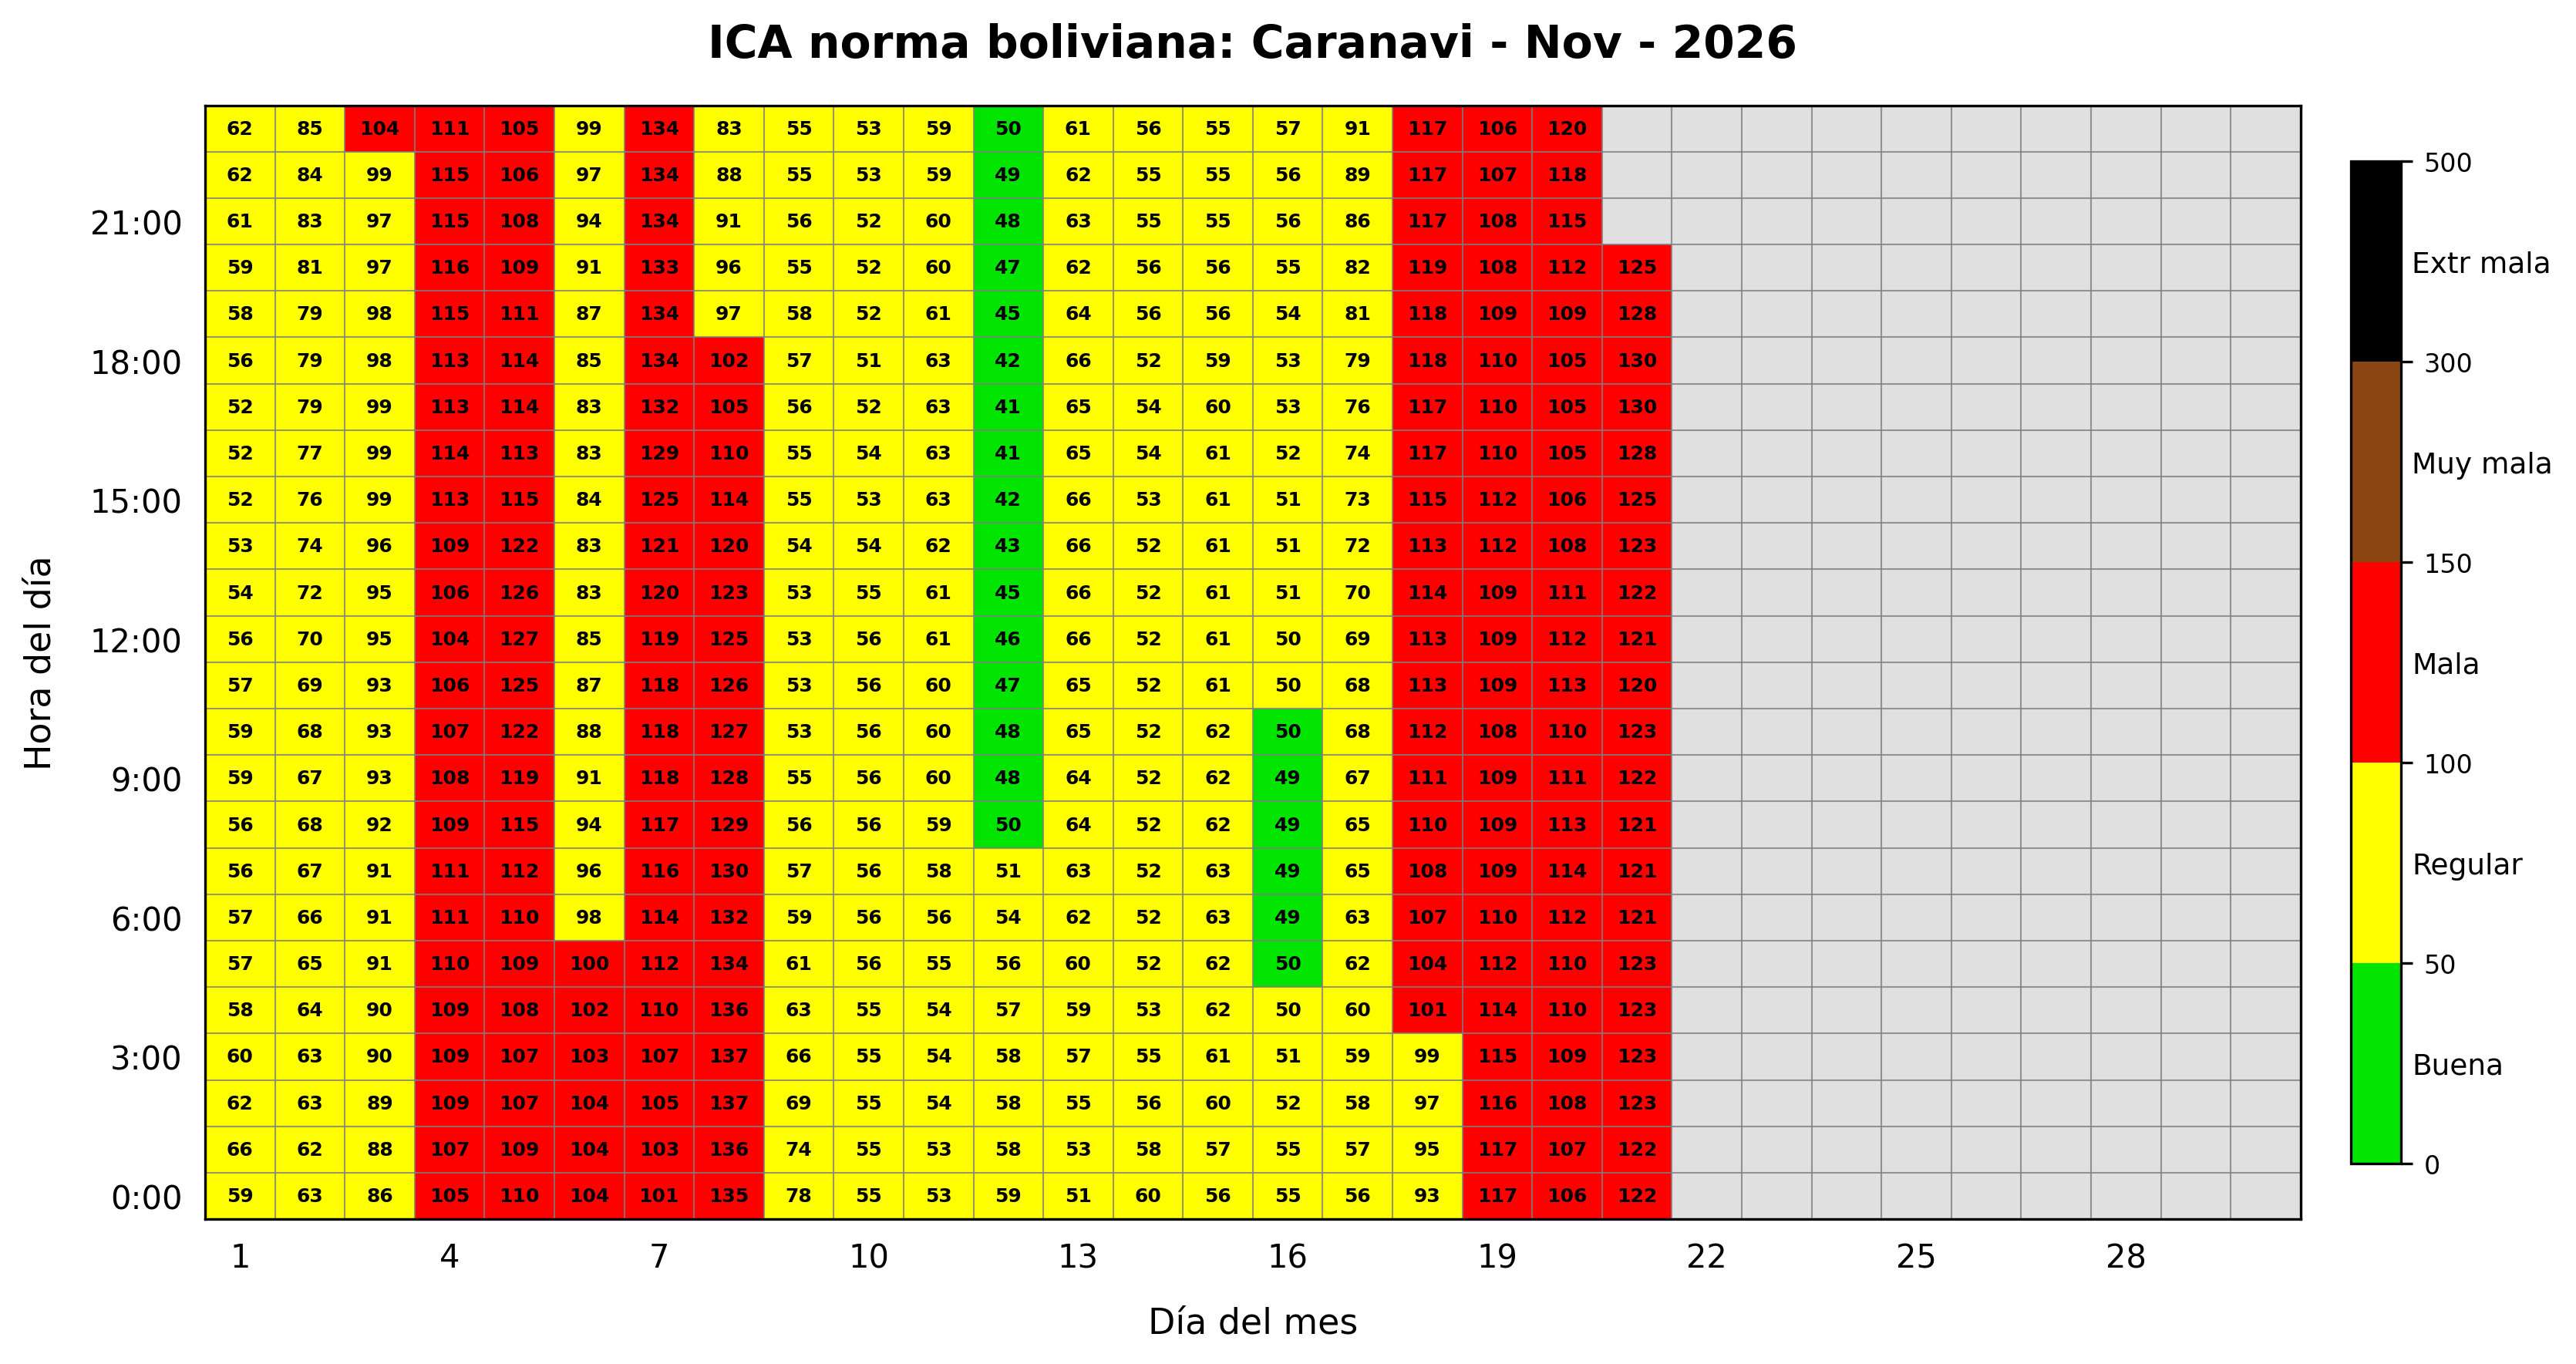 ICA norma boliviana: Caranavi - Nov - 2026
62 85 104 111 105 99 134 83 55 53 59 50 61 56 55 57 91 117 106 120
62 84 99 115 106 97 134 88 55 53 59 49 62 55 55 56 89 117 107 118
21:00 61 83 97 115 108 94 134 91 56 52 60 48 63 55 55 56 86 117 108 115
59 81 97 116 109 91 133 96 55 52 60 47 62 56 56 55 82 119 108 112 125
58 79 98 115 111 87 134 97 58 52 61 45 64 56 56 54 81 118 109 109 128
18:00 56 79 98 113 114 85 134 102 57 51 63 42 66 52 59 53 79 118 110 105 130
52 79 99 113 114 83 132 105 56 52 63 41 65 54 60 53 76 117 110 105 130
52 77 99 114 113 83 129 110 55 54 63 41 65 54 61 52 74 117 110 105 128
15:00 52 76 99 113 115 84 125 114 55 53 63 42 66 53 61 51 73 115 112 106 125
53 74 96 109 122 83 121 120 54 54 62 43 66 52 61 51 72 113 112 108 123
54 72 95 106 126 83 120 123 53 55 61 45 66 52 61 51 70 114 109 111 122
12:00 56 70 95 104 127 85 119 125 53 56 61 46 66 52 61 50 69 113 109 112 121
57 69 93 106 125 87 118 126 53 56 60 47 65 52 61 50 68 113 109 113 120
59 68 93 107 122 88 118 127 53 56 60 48 65 52 62 50 68 112 108 110 123
9:00 59 67 93 108 119 91 118 128 55 56 60 48 64 52 62 49 67 111 109 111 122
56 68 92 109 115 94 117 129 56 56 59 50 64 52 62 49 65 110 109 113 121
56 67 91 111 112 96 116 130 57 56 58 51 63 52 63 49 65 108 109 114 121
6:00 57 66 91 111 110 98 114 132 59 56 56 54 62 52 63 49 63 107 110 112 121
57 65 91 110 109 100 112 134 61 56 55 56 60 52 62 50 62 104 112 110 123
58 64 90 109 108 102 110 136 63 55 54 57 59 53 62 50 60 101 114 110 123
3:00 60 63 90 109 107 103 107 137 66 55 54 58 57 55 61 51 59 99 115 109 123
62 63 89 109 107 104 105 137 69 55 54 58 55 56 60 52 58 97 116 108 123
66 62 88 107 109 104 103 136 74 55 53 58 53 58 57 55 57 95 117 107 122
0:00 59 63 86 105 110 104 101 135 78 55 53 59 51 60 56 55 56 93 117 106 122
1 4 7 10 13 16 19 22 25 28
Día del mes
Hora del día
500
Extr mala
300
Muy mala
150
Mala
100
Regular
50
Buena
0